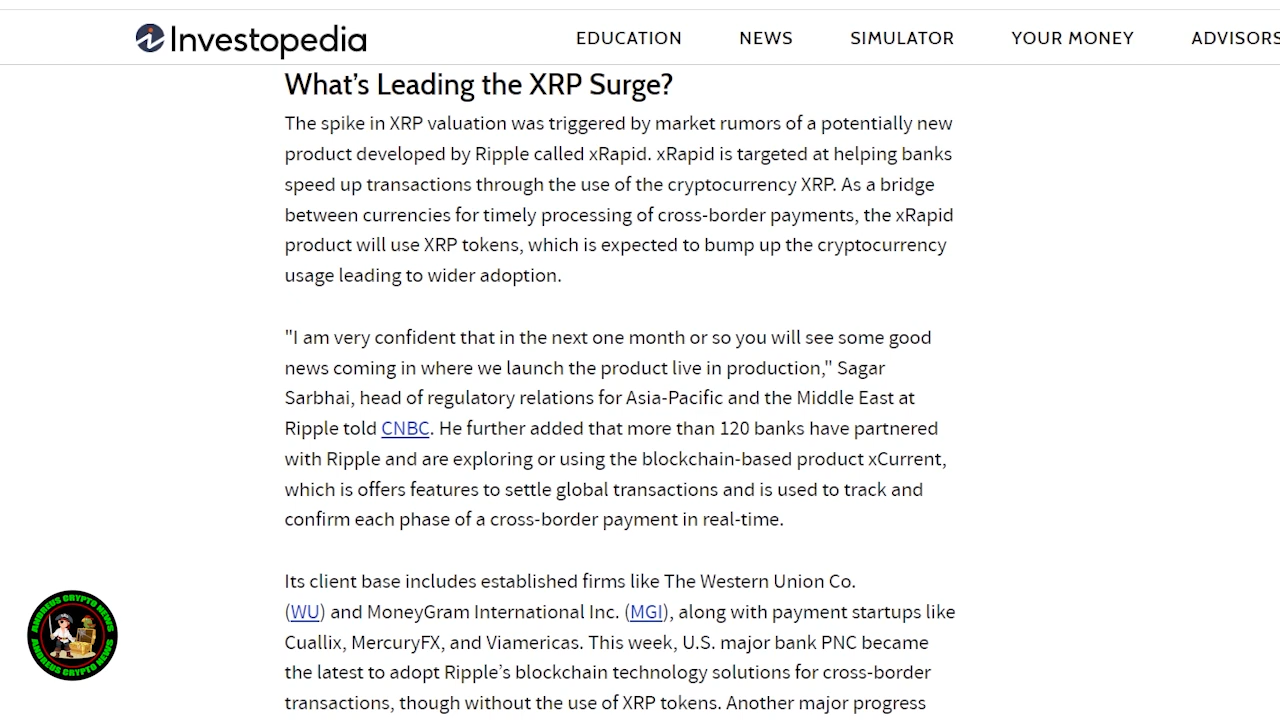 Investopedia
EDUCATION NEWS SIMULATOR YOUR MONEY ADVISORS
What's Leading the XRP Surge?
The spike in XRP valuation was triggered by market rumors of a potentially new
product developed by Ripple called xRapid. xRapid is targeted at helping banks
speed up transactions through the use of the cryptocurrency XRP. As a bridge
between currencies for timely processing of cross-border payments, the xRapid
product will use XRP tokens, which is expected to bump up the cryptocurrency
usage leading to wider adoption.
"I am very confident that in the next one month or so you will see some good
news coming in where we launch the product live in production," Sagar
Sarbhai, head of regulatory relations for Asia-Pacific and the Middle East at
Ripple told CNBC. He further added that more than 120 banks have partnered
with Ripple and are exploring or using the blockchain-based product xCurrent,
which is offers features to settle global transactions and is used to track and
confirm each phase of a cross-border payment in real-time.
Its client base includes established firms like The Western Union Co.
(WU) and MoneyGram International Inc. (MGI), along with payment startups like
Cuallix, MercuryFX, and Viamericas. This week, U.S. major bank PNC became
the latest to adopt Ripple's blockchain technology solutions for cross-border
transactions, though without the use of XRP tokens. Another major progress
ANDREUS CRYPTO NEWS
ANDREUS CRYPTO NEWS